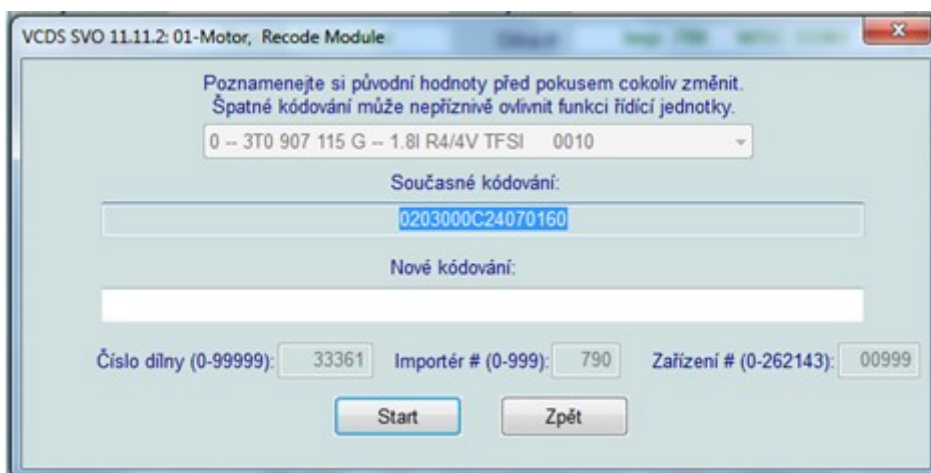 VCDS SVO 11.11.2: 01-Motor, Recode Module
Poznamenejte si původní hodnoty před pokusem cokoliv změnit.
Špatné kódování může nepříznivě ovlivnit funkci řídící jednotky.
0 -- 3T0 907 115 G -- 1.8l R4/4V TFSI 0010
Současné kódování:
0203000C24070160
Nové kódování:
Číslo dílny (0-99999): 33361 Importér # (0-999): 790 Zařízení # (0-262143): 00999
Start Zpět